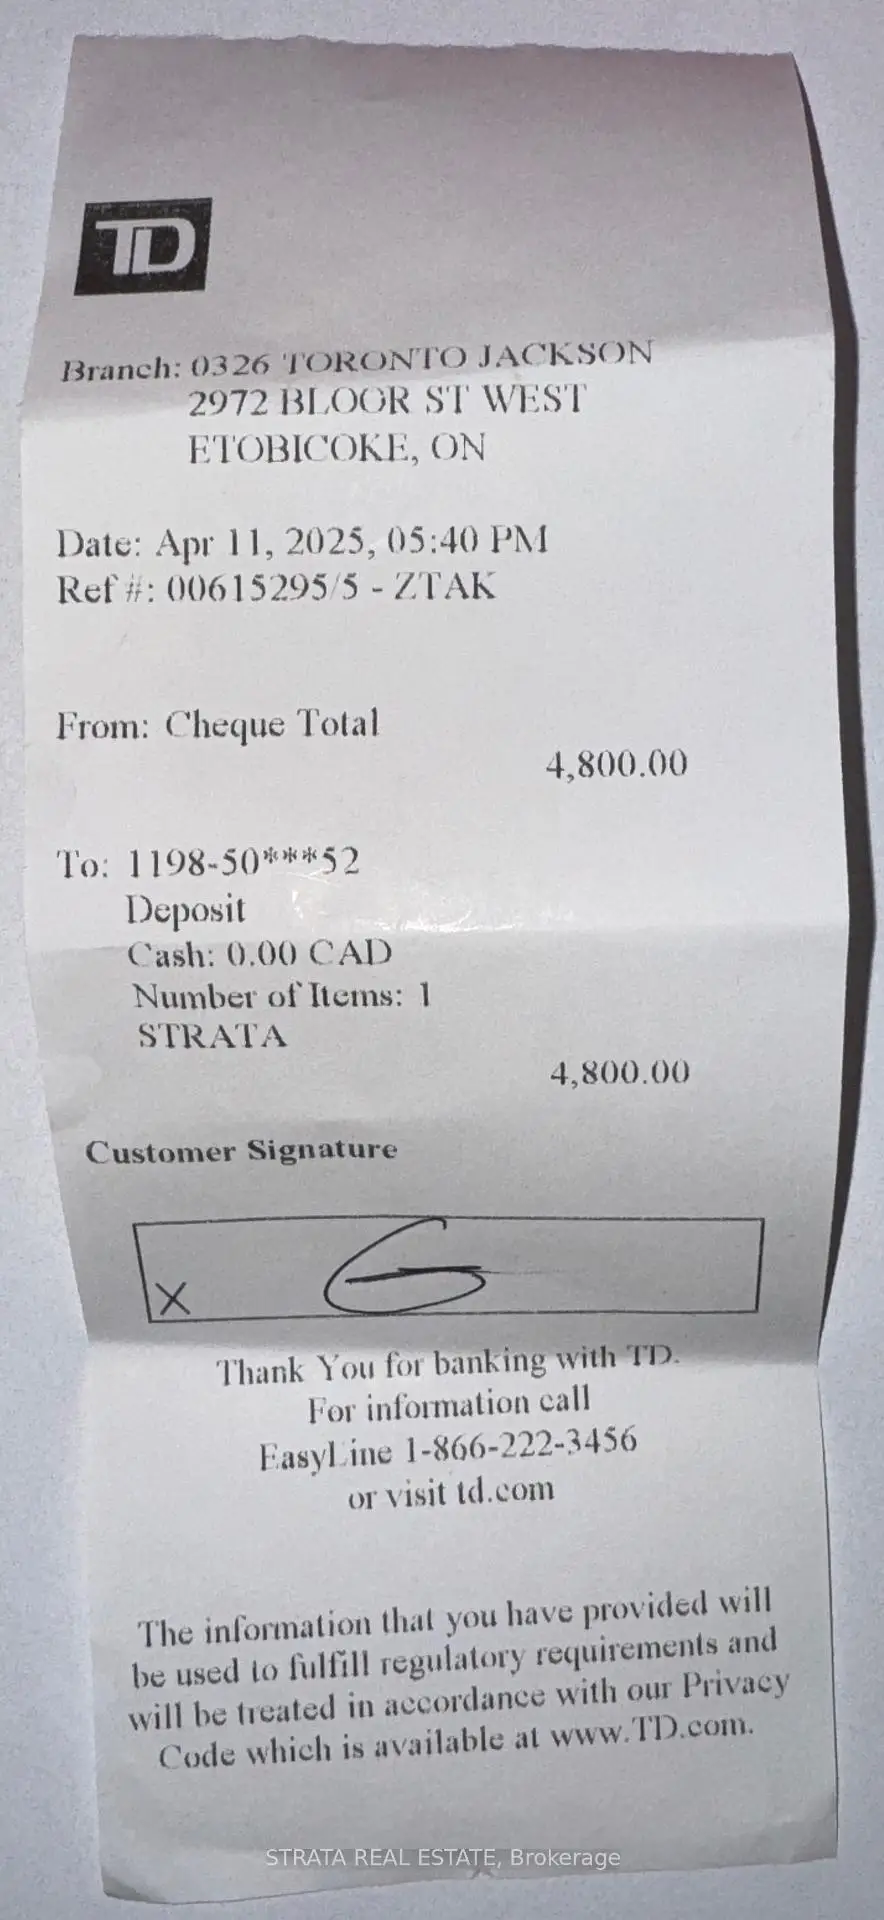 TD
Branch: 0326 TORONTO JACKSON
2972 BLOOR ST WEST
ETOBICOKE, ON
Date: Apr 11, 2025, 05:40 PM
Ref #: 00615295/5 - ZTAK
From: Cheque Total
4,800.00
To: 1198-50***52
Deposit
Cash: 0.00 CAD
Number of Items: 1
STRATA
4,800.00
Customer Signature
X
Thank You for banking with TD.
For information call
EasyLine 1-866-222-3456
or visit td.com
The information that you have provided will
be used to fulfill regulatory requirements and
will be treated in accordance with our Privacy
Code which is available at www.TD.com.
STRATA REAL ESTATE, Brokerage